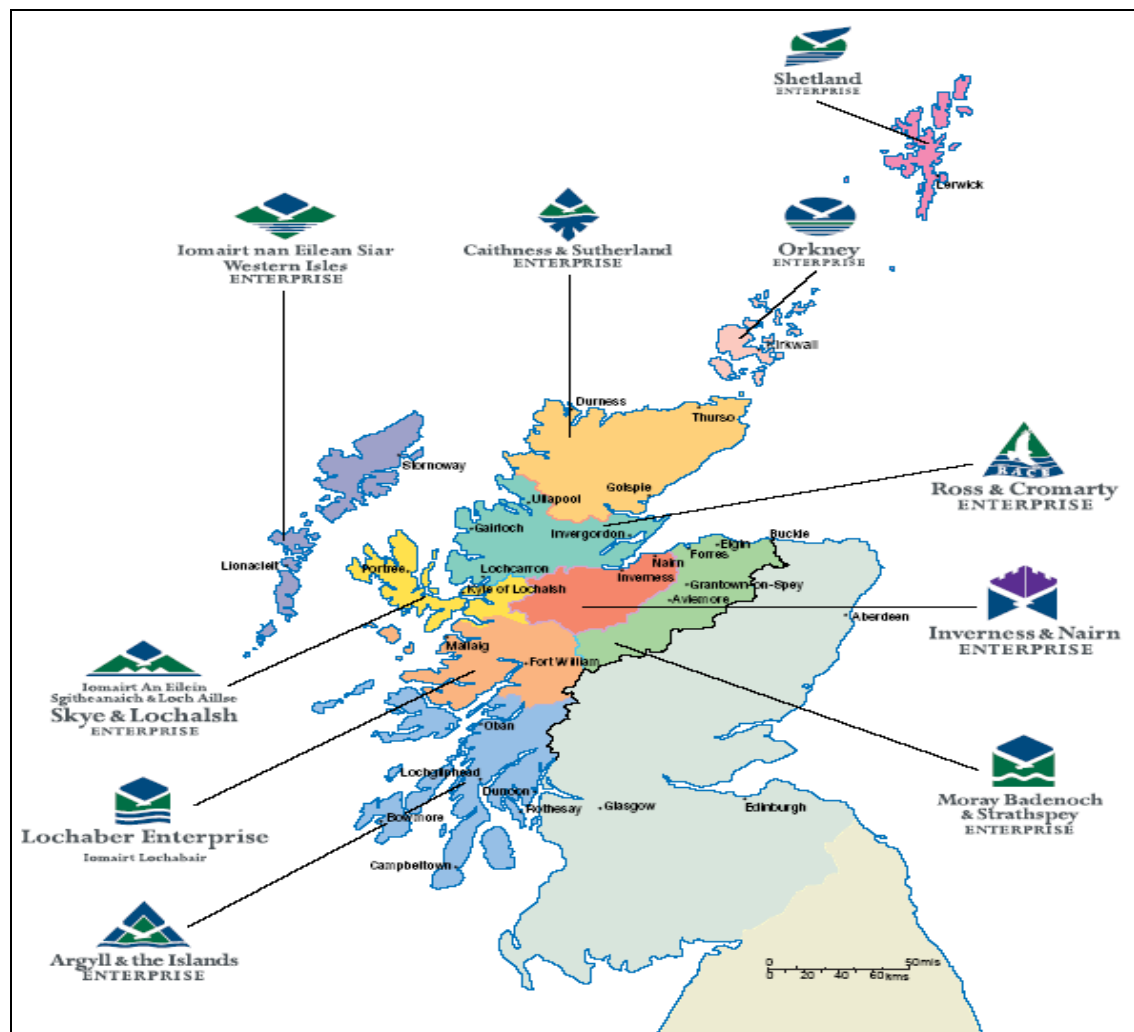 Shetland
ENTERPRISE
Lerwick
Iomairt nan Eilean Siar
Western Isles
ENTERPRISE
Caithness & Sutherland
ENTERPRISE
Orkney
ENTERPRISE
Kirkwall
Durness
Thurso
Stornoway
Golspie
Ullapool
RACE
Ross & Cromarty
ENTERPRISE
Gairloch
Invergordon
Buckie
Elgin
Forres
Nairn
Lionacleit
Portree
Lochcarron
Inverness
Kyle of Lochalsh
Grantown-on-Spey
Aviemore
Aberdeen
Inverness & Nairn
ENTERPRISE
Mallaig
Fort William
Iomairt An Eilein
Sgitheanaich & Loch Aillse
Skye & Lochalsh
ENTERPRISE
Oban
Lochgilphead
Dunoon
Rothesay
Glasgow
Edinburgh
Bowmore
Moray Badenoch
& Strathspey
ENTERPRISE
Lochaber Enterprise
Iomairt Lochabair
Campbeltown
Argyll & the Islands
ENTERPRISE
0 50mls
0 20 40 60kms